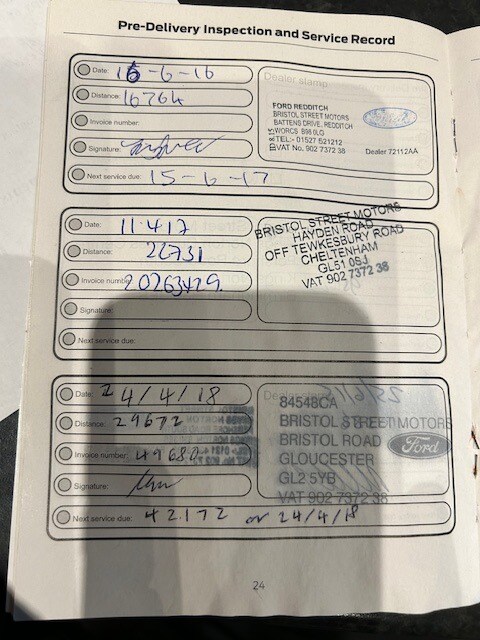 Pre-Delivery Inspection and Service Record
Date: 15-6-16
Distance: 16764
Invoice number:
Signature:
Next service due: 15-6-17
Dealer stamp
FORD REDDITCH
BRISTOL STREET MOTORS
BATTENS DRIVE, REDDITCH
WORCS B98 0LG
TEL:- 01527 521212
VAT No. 902 7372 38 Dealer 72112AA
Ford
Date: 11.4.17
Distance: 22731
Invoice number: 20763429
Signature:
Next service due:
BRISTOL STREET MOTORS
HAYDEN ROAD
OFF TEWKESBURY ROAD
CHELTENHAM
GL51 0SJ
VAT 902 7372 38
Date: 24/4/18
Distance: 29672
Invoice number: 49680
Signature:
Next service due: 42172 or 24/4/18
84548CA
BRISTOL STREET MOTORS
BRISTOL ROAD
GLOUCESTER
GL2 5YB
VAT 902 7372 38
Ford
24